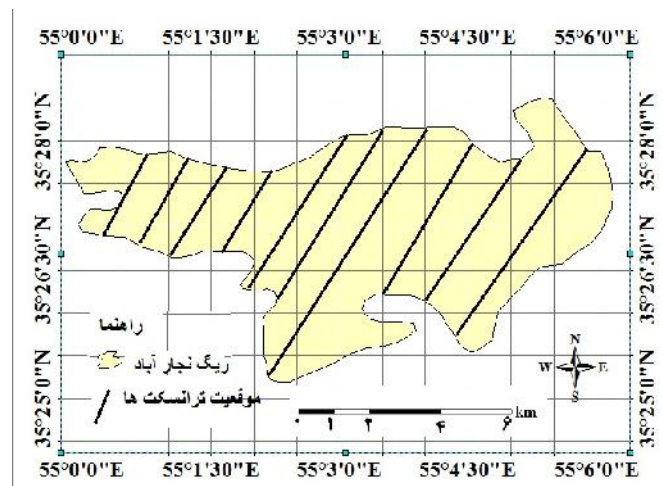 55°0'0"E 55°1'30"E 55°3'0"E 55°4'30"E 55°6'0"E
35°28'0"N 35°28'0"N
35°26'30"N 35°26'30"N
35°25'0"N 35°25'0"N
راهنما
ریگ نجار آباد
موقعیت ترانسکت ها
N
W E
S
km
۰ ۱ ۲ ۴ ۶
55°0'0"E 55°1'30"E 55°3'0"E 55°4'30"E 55°6'0"E